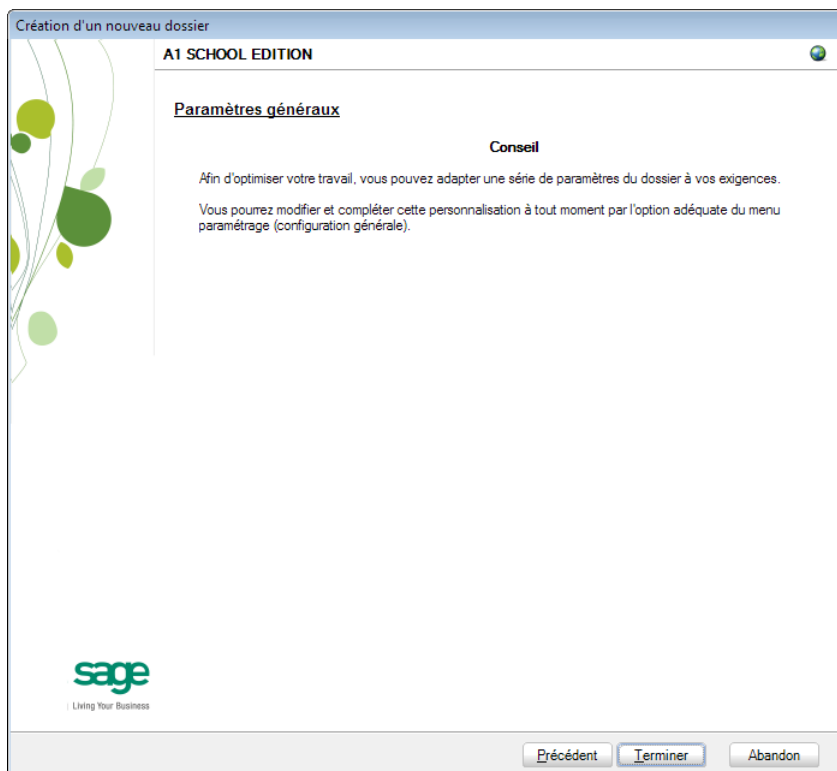 Création d'un nouveau dossier
A1 SCHOOL EDITION
Paramètres généraux
Conseil
Afin d'optimiser votre travail, vous pouvez adapter une série de paramètres du dossier à vos exigences.
Vous pourrez modifier et compléter cette personnalisation à tout moment par l'option adéquate du menu
paramétrage (configuration générale).
sage
Living Your Business
Précédent Terminer Abandon